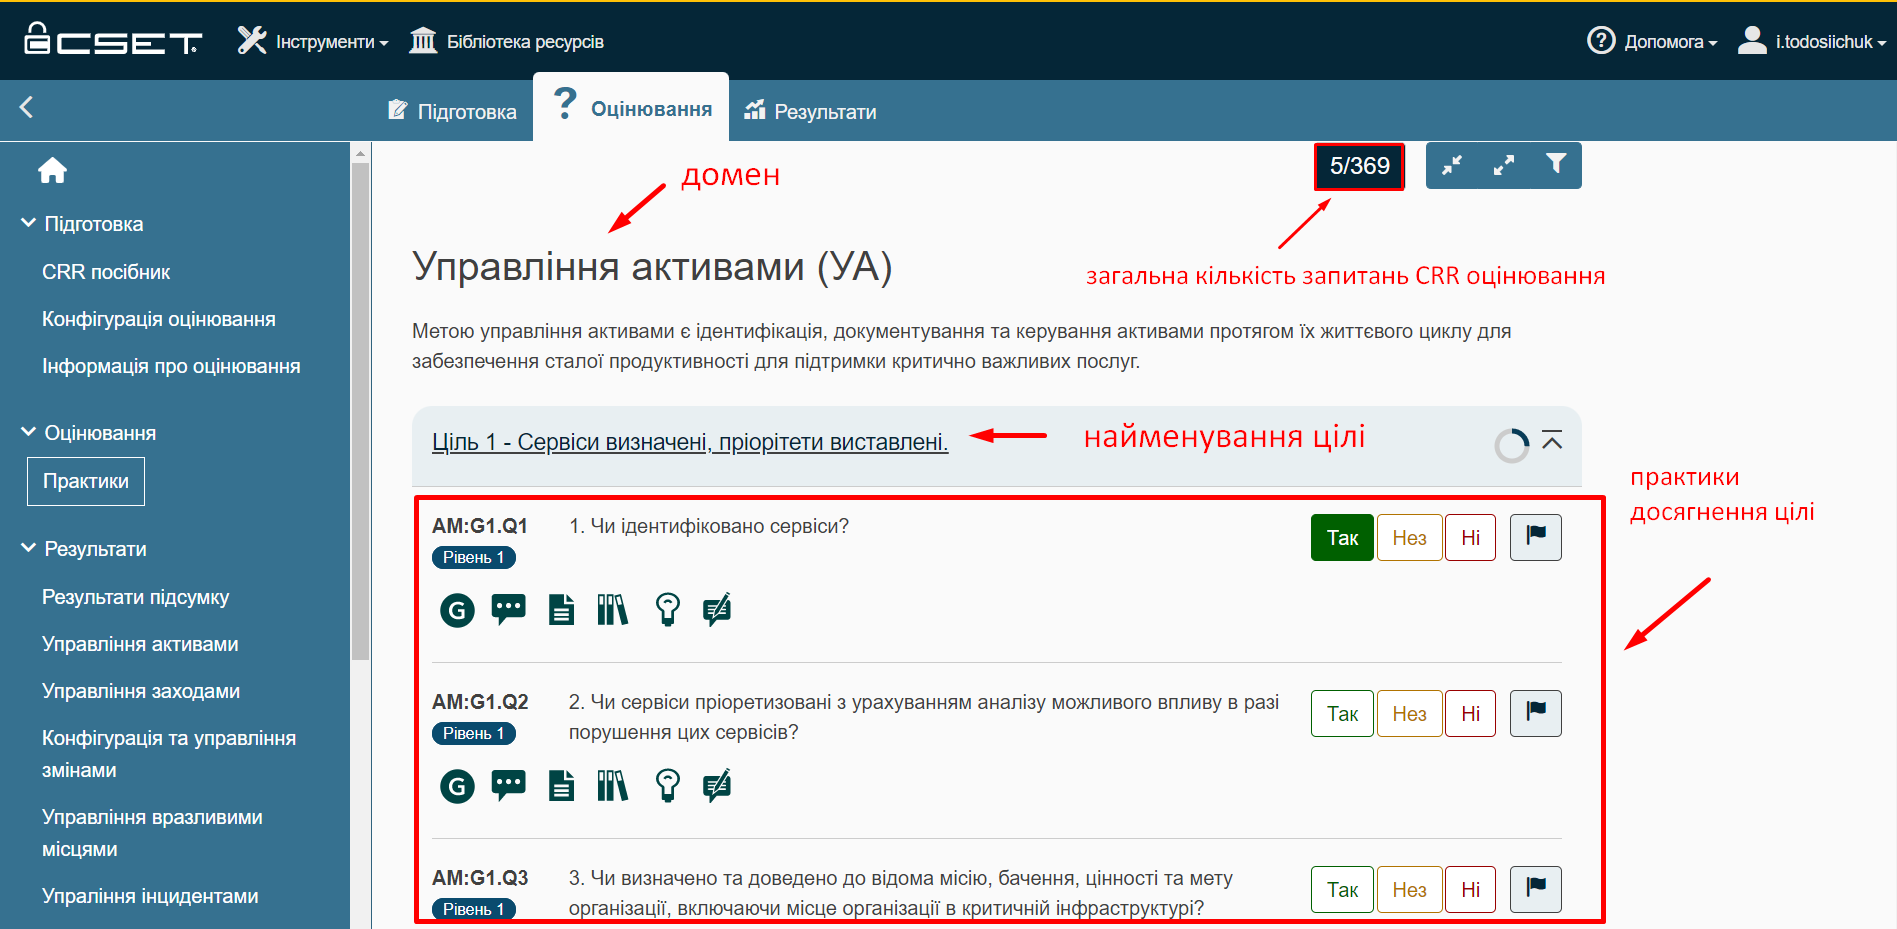 CSET
Інструменти
Бібліотека ресурсів
Допомога
i.todosiichuk
Підготовка
? Оцінювання
Результати
домен
5/369
Підготовка
CRR посібник
Конфігурація оцінювання
Інформація про оцінювання
Оцінювання
Практики
Результати
Результати підсумку
Управління активами
Управління заходами
Конфігурація та управління
змінами
Управління вразливими
місцями
Упраління інцидентами
Управління активами (УА)
загальна кількість запитань CRR оцінювання
Метою управління активами є ідентифікація, документування та керування активами протягом їх життєвого циклу для
забезпечення сталої продуктивності для підтримки критично важливих послуг.
Ціль 1 - Сервіси визначені, пріорітети виставлені.
найменування цілі
практики
досягнення цілі
AM:G1.Q1
1. Чи ідентифіковано сервіси?
Так Нез Ні
Рівень 1
G
AM:G1.Q2
2. Чи сервіси пріоретизовані з урахуванням аналізу можливого впливу в разі
порушення цих сервісів?
Так Нез Ні
Рівень 1
G
AM:G1.Q3
3. Чи визначено та доведено до відома місію, бачення, цінності та мету
організації, включаючи місце організації в критичній інфраструктурі?
Так Нез Ні
Рівень 1